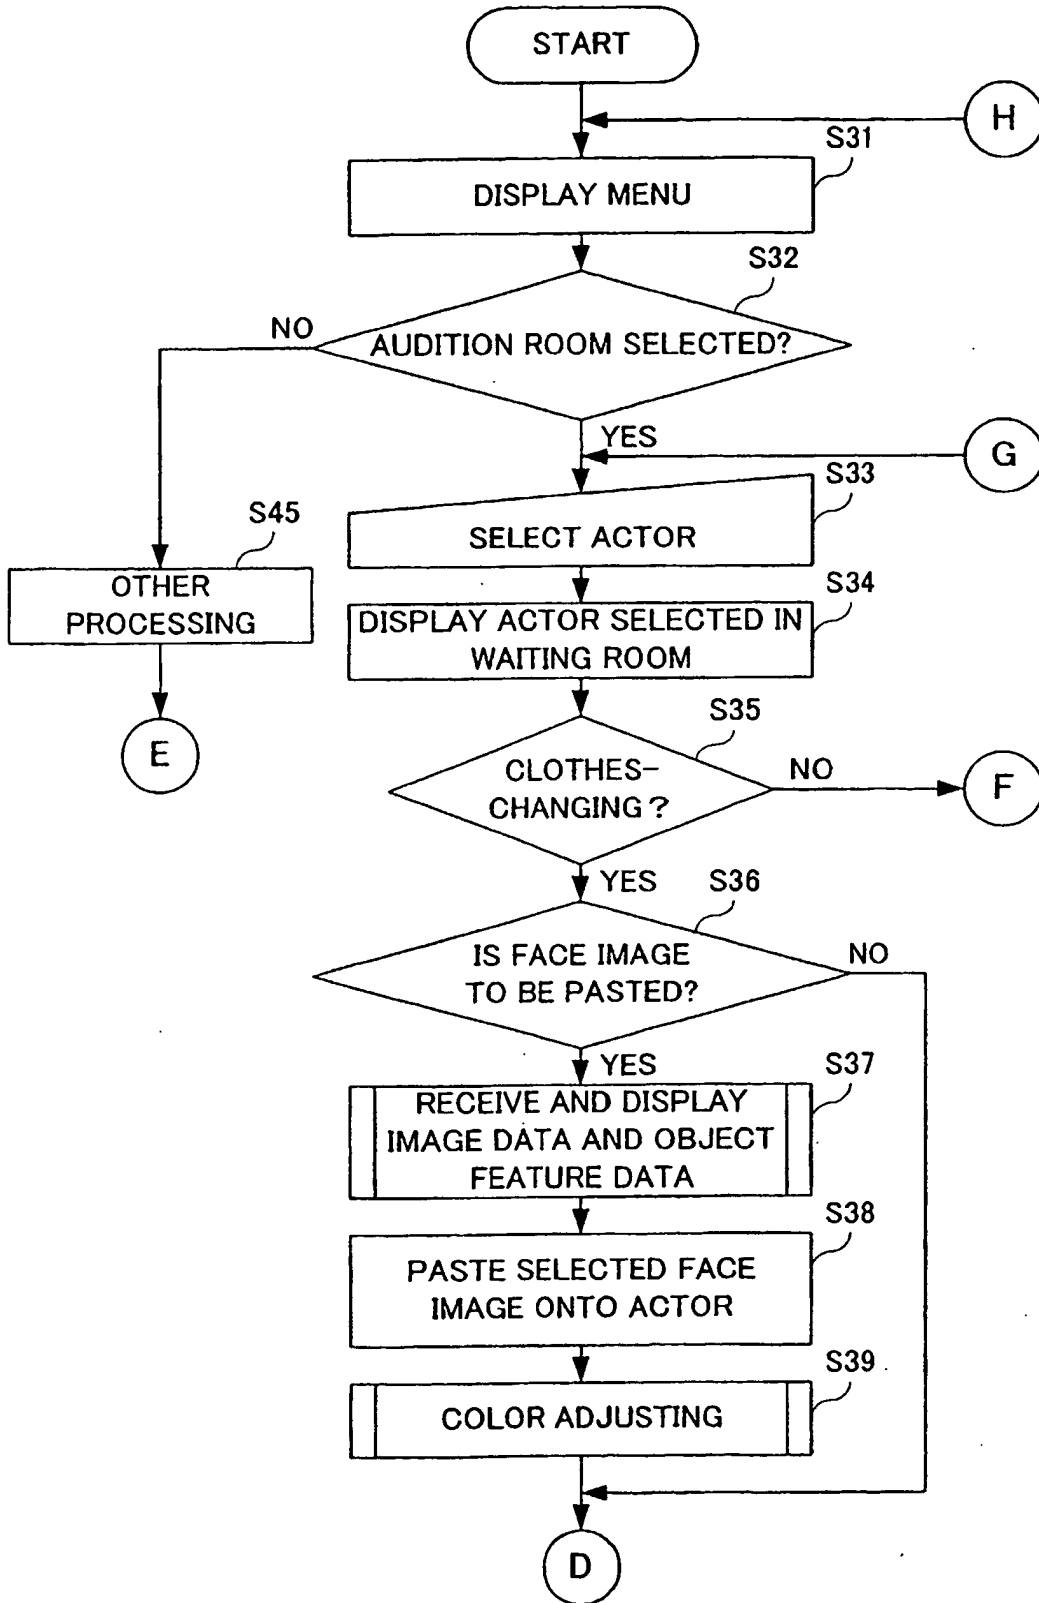 START
H
S31
DISPLAY MENU
S32
NO
AUDITION ROOM SELECTED?
YES
G
S33
SELECT ACTOR
S45
OTHER
PROCESSING
S34
DISPLAY ACTOR SELECTED IN
WAITING ROOM
E
S35
CLOTHES-
CHANGING?
NO
F
YES
S36
IS FACE IMAGE
TO BE PASTED?
NO
YES
S37
RECEIVE AND DISPLAY
IMAGE DATA AND OBJECT
FEATURE DATA
S38
PASTE SELECTED FACE
IMAGE ONTO ACTOR
S39
COLOR ADJUSTING
D